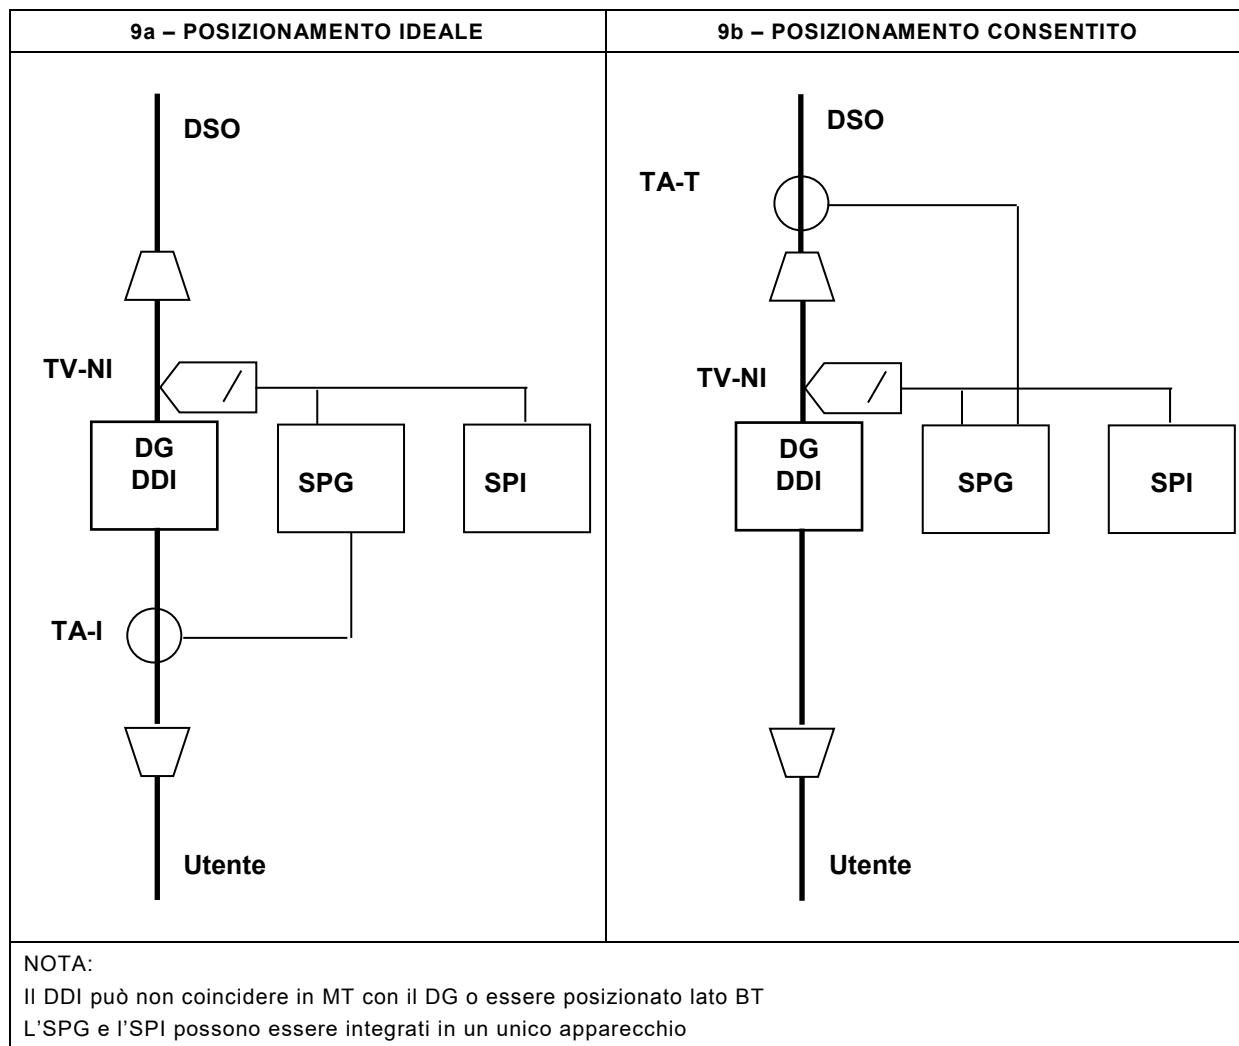 9a – POSIZIONAMENTO IDEALE
9b – POSIZIONAMENTO CONSENTITO
DSO
TV-NI
DG
DDI
SPG
SPI
TA-I
Utente
DSO
TA-T
TV-NI
DG
DDI
SPG
SPI
Utente
NOTA:
Il DDI può non coincidere in MT con il DG o essere posizionato lato BT
L'SPG e l'SPI possono essere integrati in un unico apparecchio